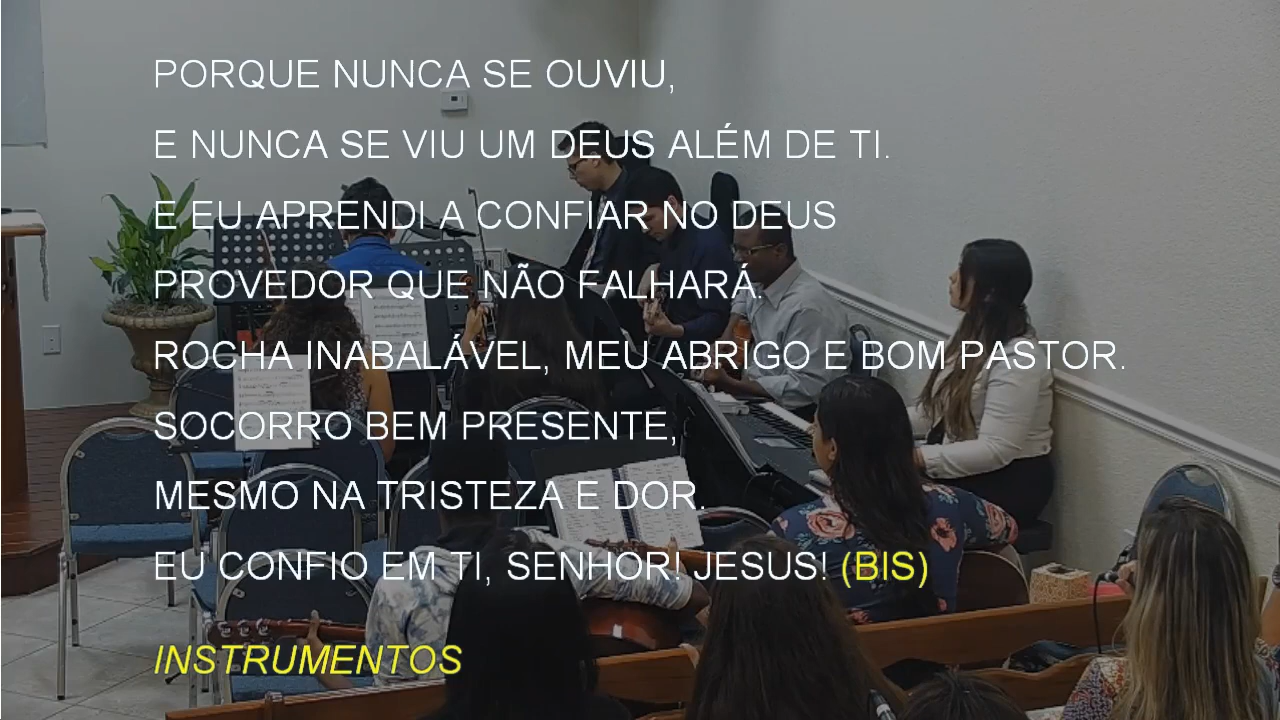 PORQUE NUNCA SE OUVIU,
E NUNCA SE VIU UM DEUS ALÉM DE TI.
E EU APRENDI A CONFIAR NO DEUS
PROVEDOR QUE NÃO FALHARÁ.
ROCHA INABALÁVEL, MEU ABRIGO E BOM PASTOR.
SOCORRO BEM PRESENTE,
MESMO NA TRISTEZA E DOR.
EU CONFIO EM TI, SENHOR! JESUS! (BIS)
INSTRUMENTOS